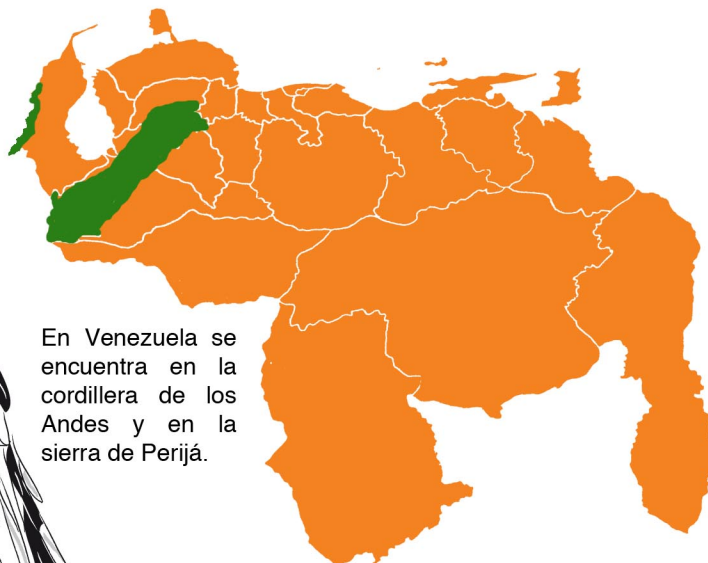 En Venezuela se
encuentra en la
cordillera de los
Andes y en la
sierra de Perijá.